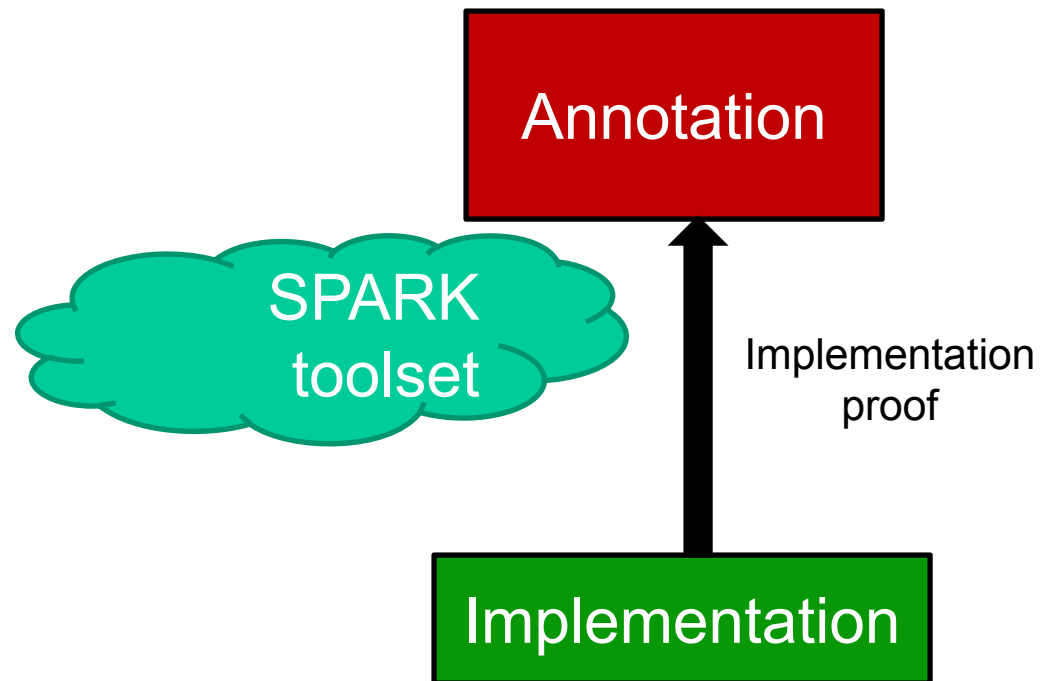 Annotation
SPARK
toolset
Implementation
proof
Implementation